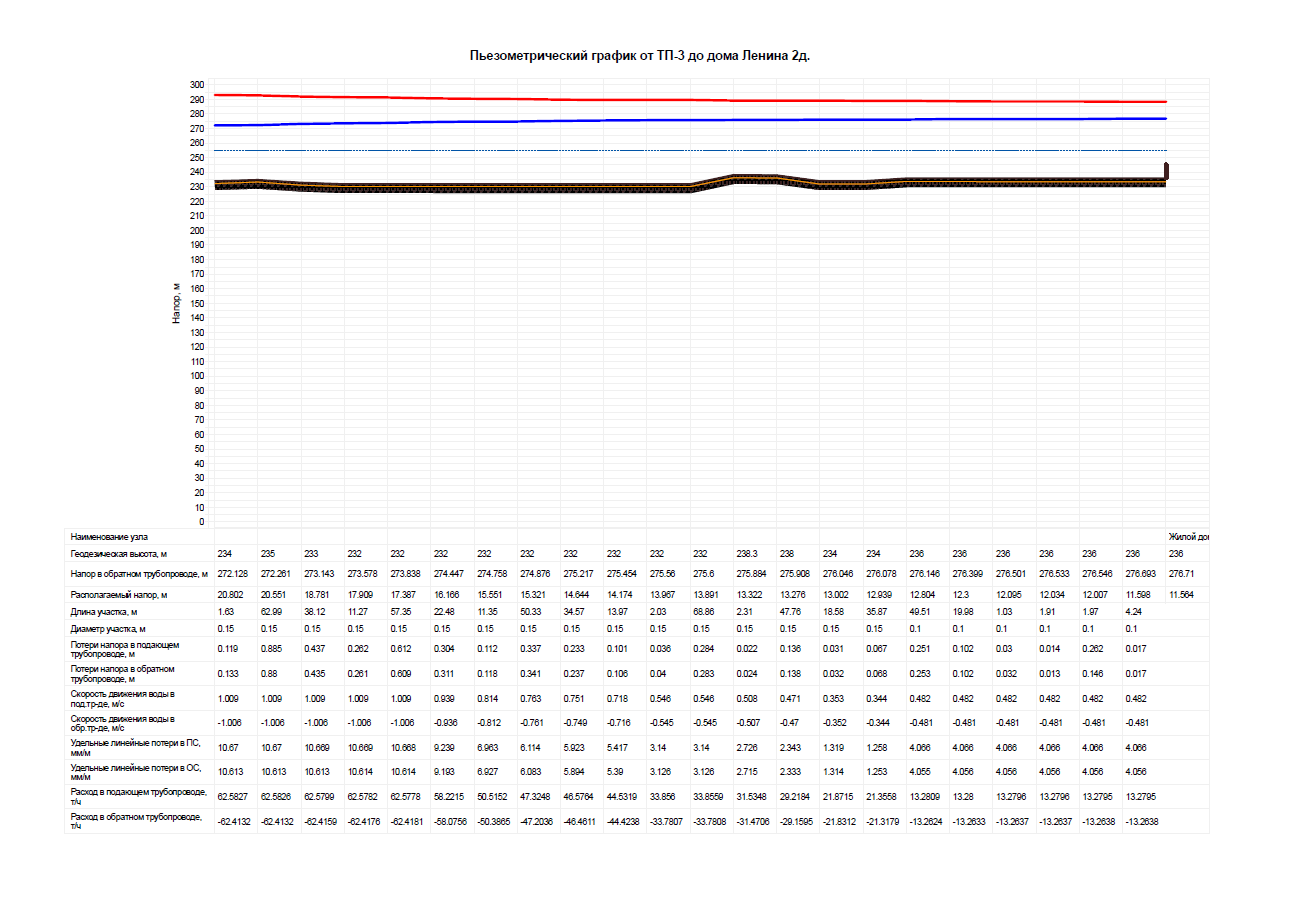 Пьезометрический график от ТП-3 до дома Ленина 2д.
300
290
280
270
260
250
240
230
220
210
200
190
180
170
160
150
140
130
120
110
100
90
80
70
60
50
40
30
20
10
0
Напор, м
Наименование узла Жилой дом
Геодезическая высота, м 234 235 233 232 232 232 232 232 232 232 232 232 238.3 238 234 234 236 236 236 236 236 236 236
Напор в обратном трубопроводе, м 272.128 272.261 273.143 273.578 273.838 274.447 274.758 274.876 275.217 275.454 275.56 275.6 275.884 275.908 276.046 276.078 276.146 276.399 276.501 276.533 276.546 276.693 276.71
Располагаемый напор, м 20.802 20.551 18.781 17.909 17.387 16.166 15.551 15.321 14.644 14.174 13.967 13.891 13.322 13.276 13.002 12.939 12.804 12.3 12.095 12.034 12.007 11.598 11.564
Длина участка, м 1.63 62.99 38.12 11.27 57.35 22.48 11.35 50.33 34.57 13.97 2.03 68.86 2.31 47.76 18.58 35.87 49.51 19.98 1.03 1.91 1.97 4.24
Диаметр участка, м 0.15 0.15 0.15 0.15 0.15 0.15 0.15 0.15 0.15 0.15 0.15 0.15 0.15 0.15 0.15 0.15 0.1 0.1 0.1 0.1 0.1 0.1
Потери напора в подающем
трубопроводе, м 0.119 0.885 0.437 0.262 0.612 0.304 0.112 0.337 0.233 0.101 0.036 0.284 0.022 0.136 0.031 0.067 0.251 0.102 0.03 0.014 0.262 0.017
Потери напора в обратном
трубопроводе, м 0.133 0.88 0.435 0.261 0.609 0.311 0.118 0.341 0.237 0.106 0.04 0.283 0.024 0.138 0.032 0.068 0.253 0.102 0.032 0.013 0.146 0.017
Скорость движения воды в
под.тр-де, м/с 1.009 1.009 1.009 1.009 1.009 0.939 0.814 0.763 0.751 0.718 0.546 0.546 0.508 0.471 0.353 0.344 0.482 0.482 0.482 0.482 0.482 0.482
Скорость движения воды в
обр.тр-де, м/с -1.006 -1.006 -1.006 -1.006 -1.006 -0.936 -0.812 -0.761 -0.749 -0.716 -0.545 -0.545 -0.507 -0.47 -0.352 -0.344 -0.481 -0.481 -0.481 -0.481 -0.481 -0.481
Удельные линейные потери в ПС,
мм/м 10.67 10.67 10.669 10.669 10.668 9.239 6.963 6.114 5.923 5.417 3.14 3.14 2.726 2.343 1.319 1.258 4.066 4.066 4.066 4.066 4.066 4.066
Удельные линейные потери в ОС,
мм/м 10.613 10.613 10.613 10.614 10.614 9.193 6.927 6.083 5.894 5.39 3.126 3.126 2.715 2.333 1.314 1.253 4.055 4.056 4.056 4.056 4.056 4.056
Расход в подающем трубопроводе,
т/ч 62.5827 62.5826 62.5799 62.5782 62.5778 58.2215 50.5152 47.3248 46.5764 44.5319 33.856 33.8559 31.5348 29.2184 21.8715 21.3558 13.2809 13.28 13.2796 13.2796 13.2795 13.2795
Расход в обратном трубопроводе,
т/ч -62.4132 -62.4132 -62.4159 -62.4176 -62.4181 -58.0756 -50.3865 -47.2036 -46.4611 -44.4238 -33.7807 -33.7808 -31.4706 -29.1595 -21.8312 -21.3179 -13.2624 -13.2633 -13.2637 -13.2637 -13.2638 -13.2638